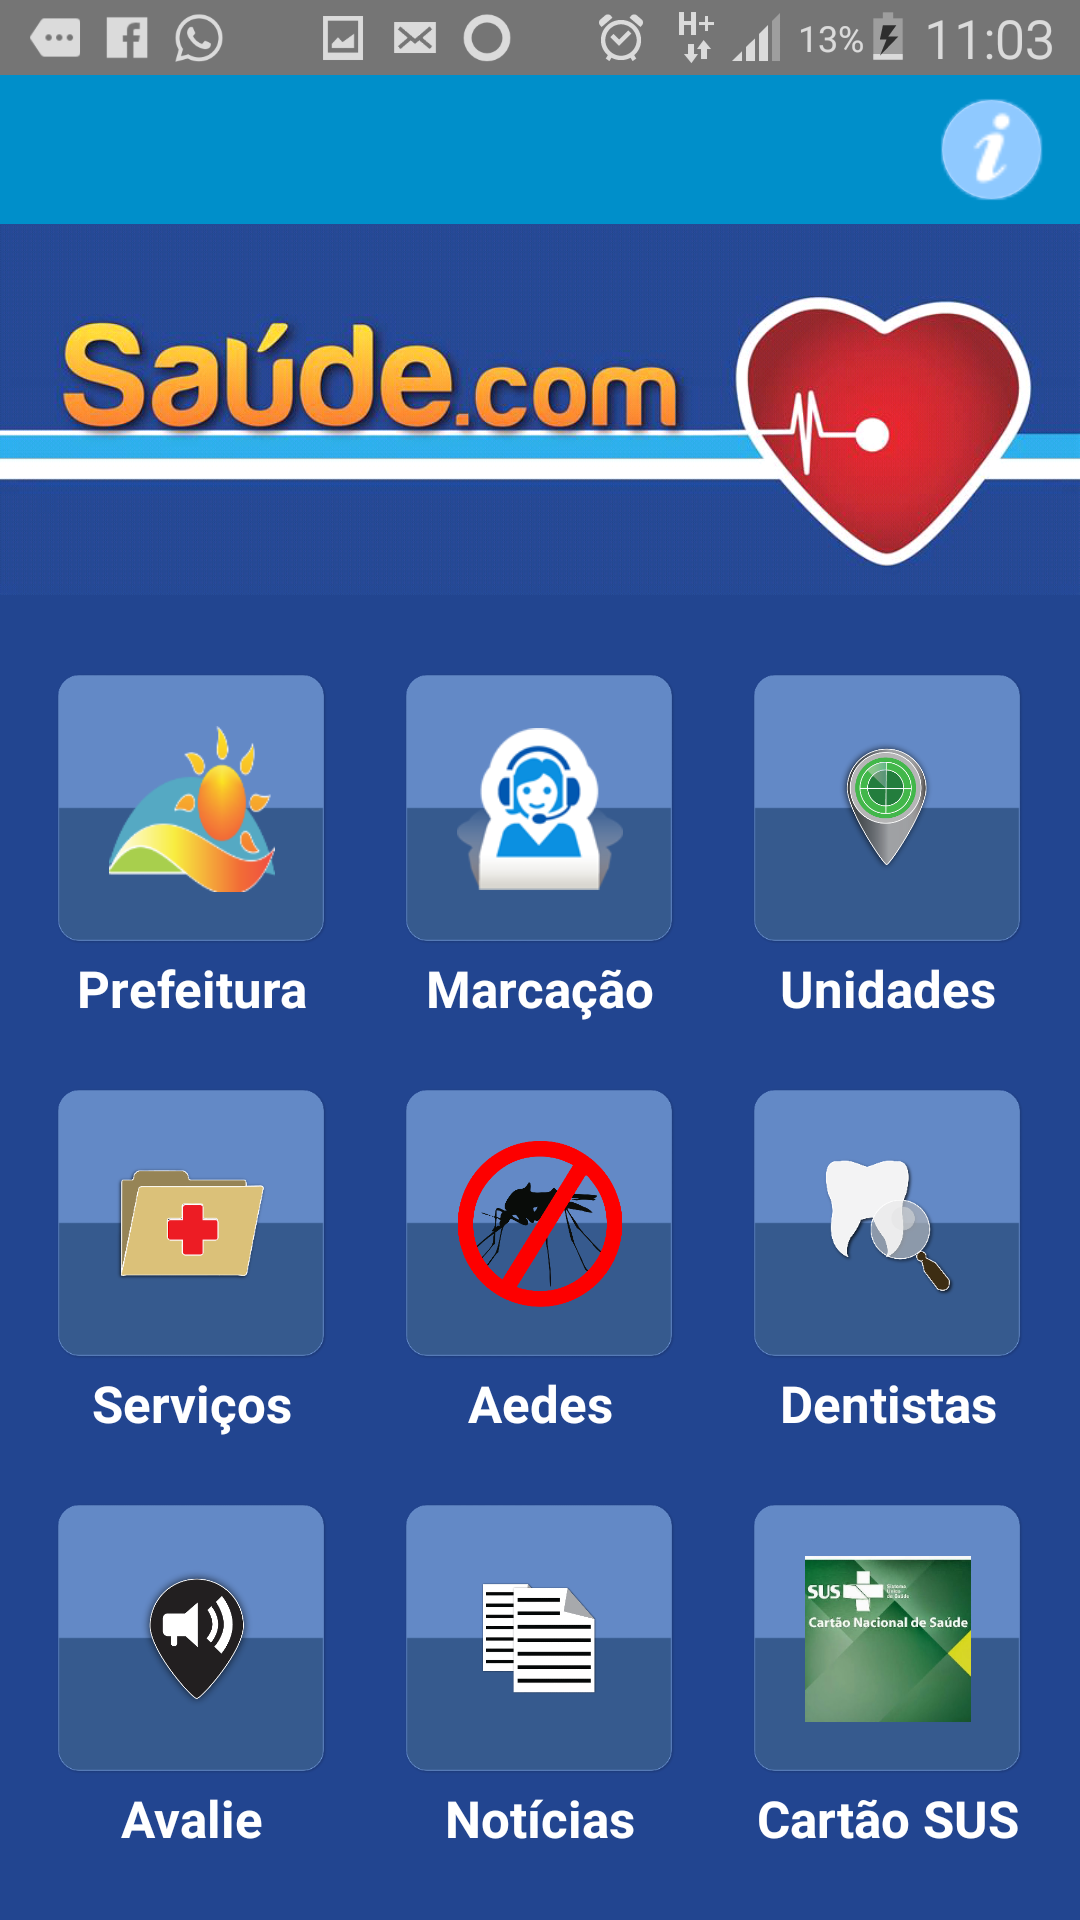 H+ 13% 11:03
i
Saúde.com
Prefeitura Marcação Unidades
Serviços Aedes Dentistas
SUS
Cartão Nacional de Saúde
Avalie Notícias Cartão SUS